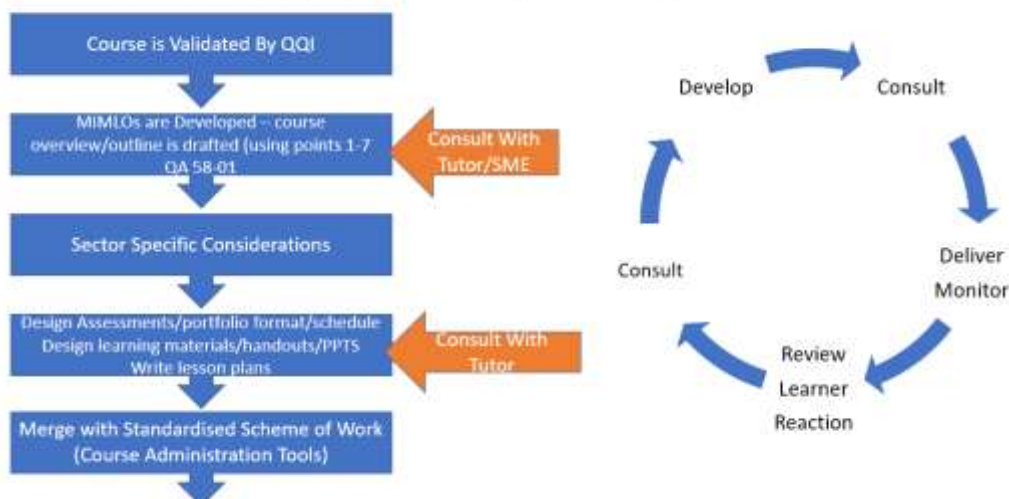 Course is Validated By QQI
MIMLOs are Developed – course
overview/outline is drafted (using points 1-7
QA 58-01
Consult With
Tutor/SME
Sector Specific Considerations
Design Assessments/portfolio format/schedule
Design learning materials/handouts/PPTS
Write lesson plans
Consult With
Tutor
Merge with Standardised Scheme of Work
(Course Administration Tools)
Develop
Consult
Deliver
Monitor
Review
Learner
Reaction
Consult